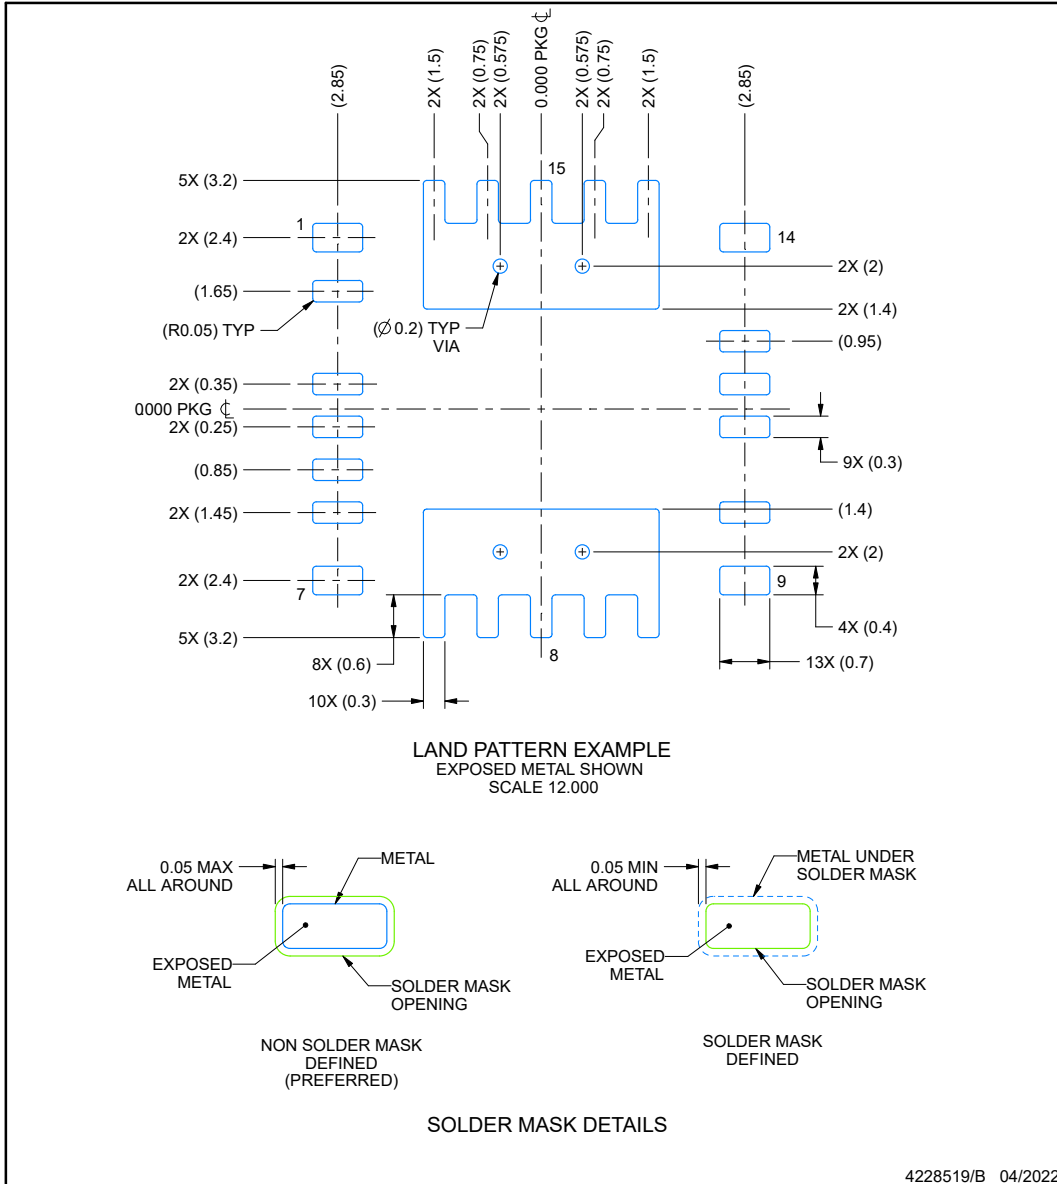 (2.85)
2X (1.5)
2X (0.75)
2X (0.575)
0.000 PKG ℄
2X (0.575)
2X (0.75)
2X (1.5)
(2.85)
5X (3.2)
15
1
2X (2.4)
14
2X (2)
(1.65)
2X (1.4)
(R0.05) TYP
(Ø 0.2) TYP
VIA
(0.95)
2X (0.35)
0000 PKG ℄
2X (0.25)
9X (0.3)
(0.85)
2X (1.45)
(1.4)
2X (2)
2X (2.4)
7
9
4X (0.4)
5X (3.2)
8
8X (0.6)
13X (0.7)
10X (0.3)
LAND PATTERN EXAMPLE
EXPOSED METAL SHOWN
SCALE 12.000
0.05 MAX
ALL AROUND
METAL
EXPOSED
METAL
SOLDER MASK
OPENING
NON SOLDER MASK
DEFINED
(PREFERRED)
0.05 MIN
ALL AROUND
METAL UNDER
SOLDER MASK
EXPOSED
METAL
SOLDER MASK
OPENING
SOLDER MASK
DEFINED
SOLDER MASK DETAILS
4228519/B 04/2022